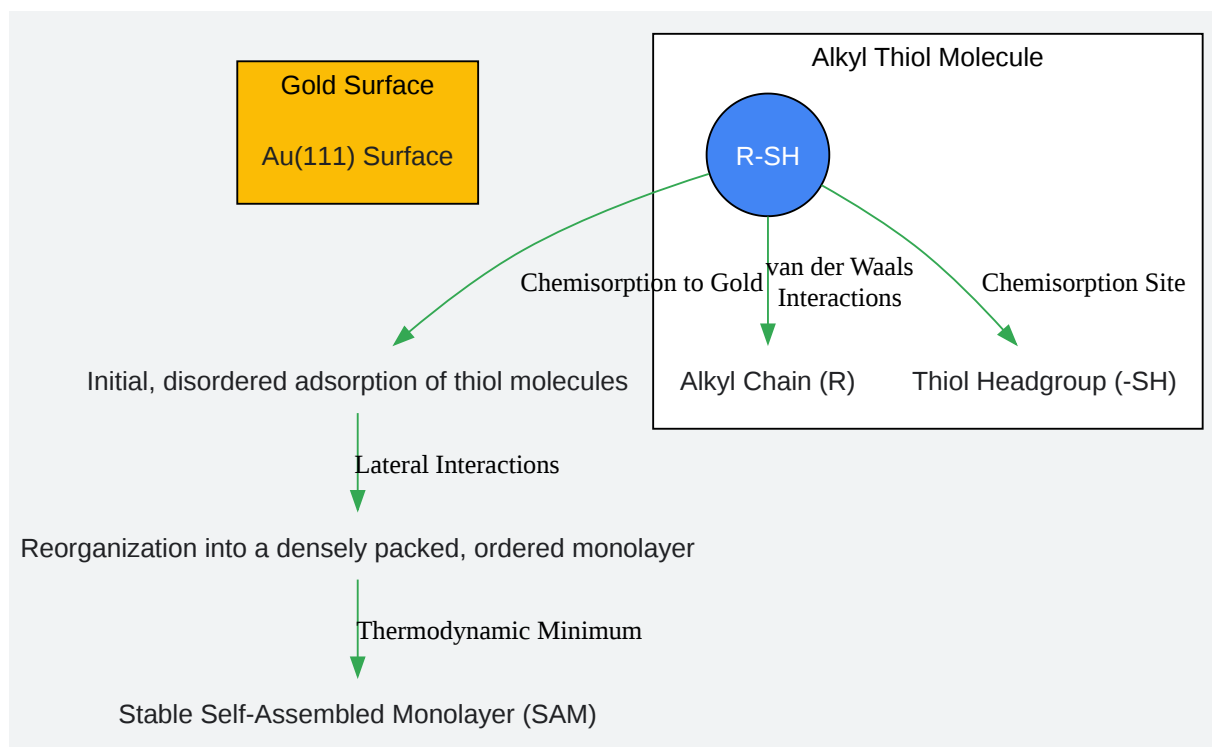 Gold Surface
Au(111) Surface
Alkyl Thiol Molecule
R-SH
Chemisorption to Gold
van der Waals
Interactions
Chemisorption Site
Initial, disordered adsorption of thiol molecules
Alkyl Chain (R)
Thiol Headgroup (-SH)
Lateral Interactions
Reorganization into a densely packed, ordered monolayer
Thermodynamic Minimum
Stable Self-Assembled Monolayer (SAM)